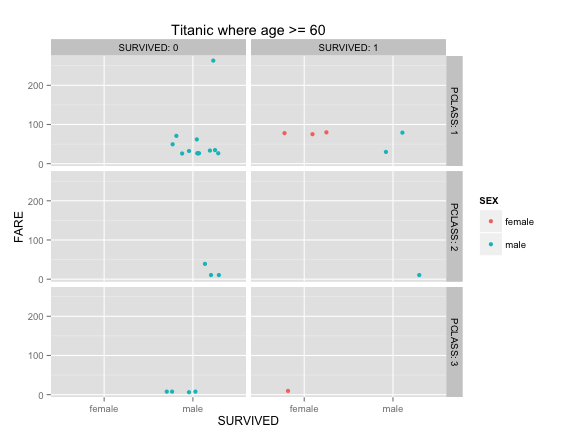 Titanic where age >= 60
SURVIVED: 0 SURVIVED: 1
200
100
0
PCLASS: 1
200
100
0
PCLASS: 2
200
100
0
PCLASS: 3
FARE
female male female male
SURVIVED
SEX
female
male